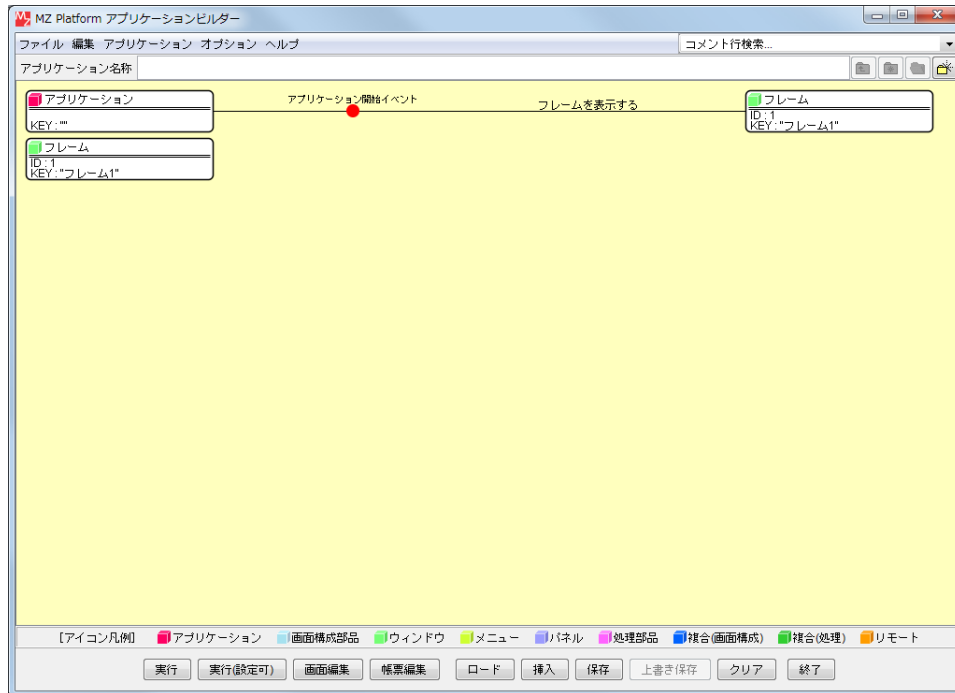 MZ Platform アプリケーションビルダー
ファイル 編集 アプリケーション オプション ヘルプ コメント行検索...
アプリケーション名称
アプリケーション アプリケーション開始イベント フレームを表示する フレーム
KEY:"" ID:1
KEY:"フレーム1"
フレーム
ID:1
KEY:"フレーム1"
[アイコン凡例] アプリケーション 画面構成部品 ウィンドウ メニュー パネル 処理部品 複合(画面構成) 複合(処理) リモート
実行 実行(設定可) 画面編集 帳票編集 ロード 挿入 保存 上書き保存 クリア 終了